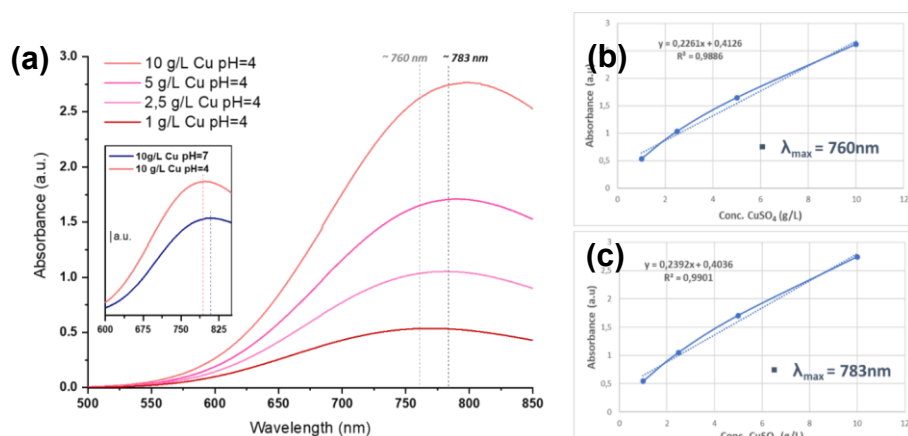 (a)
3.0
2.5
2.0
1.5
1.0
0.5
0.0
Absorbance (a.u.)
10 g/L Cu pH=4
5 g/L Cu pH=4
2,5 g/L Cu pH=4
1 g/L Cu pH=4
~ 760 nm
~ 783 nm
10g/L Cu pH=7
10 g/L Cu pH=4
a.u.
600 675 750 825
500 550 600 650 700 750 800 850
Wavelength (nm)
(b)
3
2,5
2
1,5
1
0,5
0
Absorbance (a.u)
y = 0,2261x + 0,4126
R² = 0,9886
λmax = 760nm
0 2 4 6 8 10 12
Conc. CuSO₄ (g/L)
(c)
3
2,5
2
1,5
1
0,5
0
Absorbance (a.u)
y = 0,2392x + 0,4036
R² = 0,9901
λmax = 783nm
0 2 4 6 8 10 12
Conc. CuSO₄ (g/L)